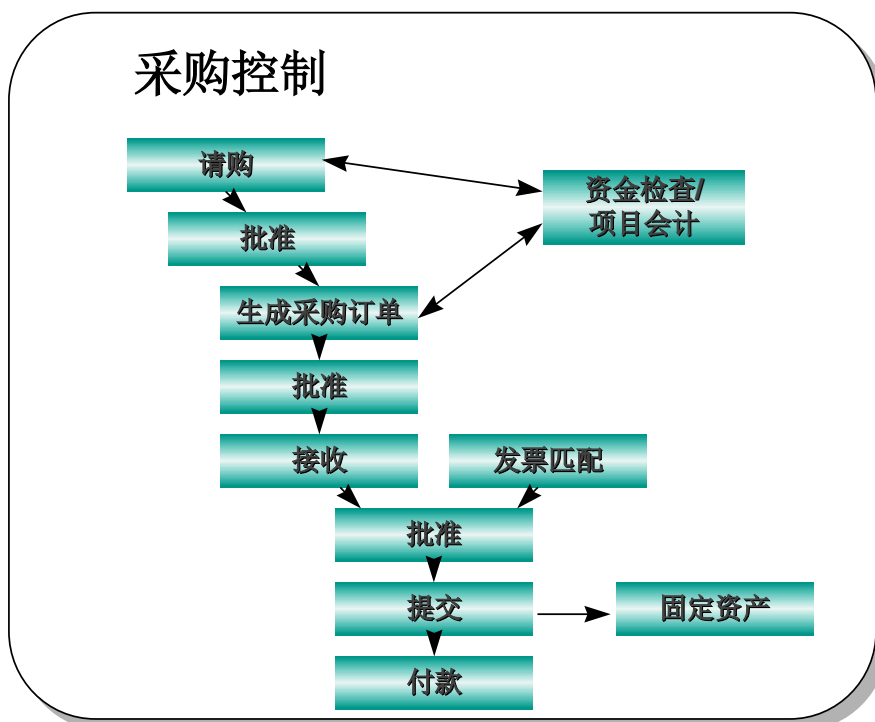 采购控制
请购
资金检查/
项目会计
批准
生成采购订单
批准
接收
发票匹配
批准
提交
固定资产
付款